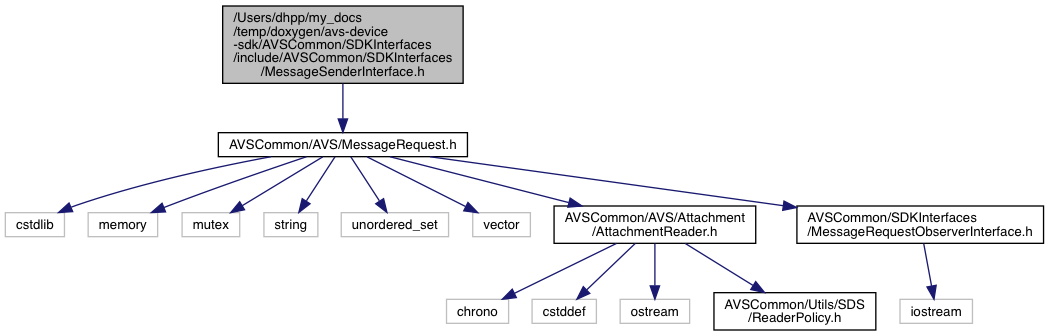 /Users/dhpp/my_docs
/temp/doxygen/avs-device
-sdk/AVSCommon/SDKInterfaces
/include/AVSCommon/SDKInterfaces
/MessageSenderInterface.h
AVSCommon/AVS/MessageRequest.h
cstdlib
memory
mutex
string
unordered_set
vector
AVSCommon/AVS/Attachment
/AttachmentReader.h
AVSCommon/SDKInterfaces
/MessageRequestObserverInterface.h
chrono
cstddef
ostream
AVSCommon/Utils/SDS
/ReaderPolicy.h
iostream